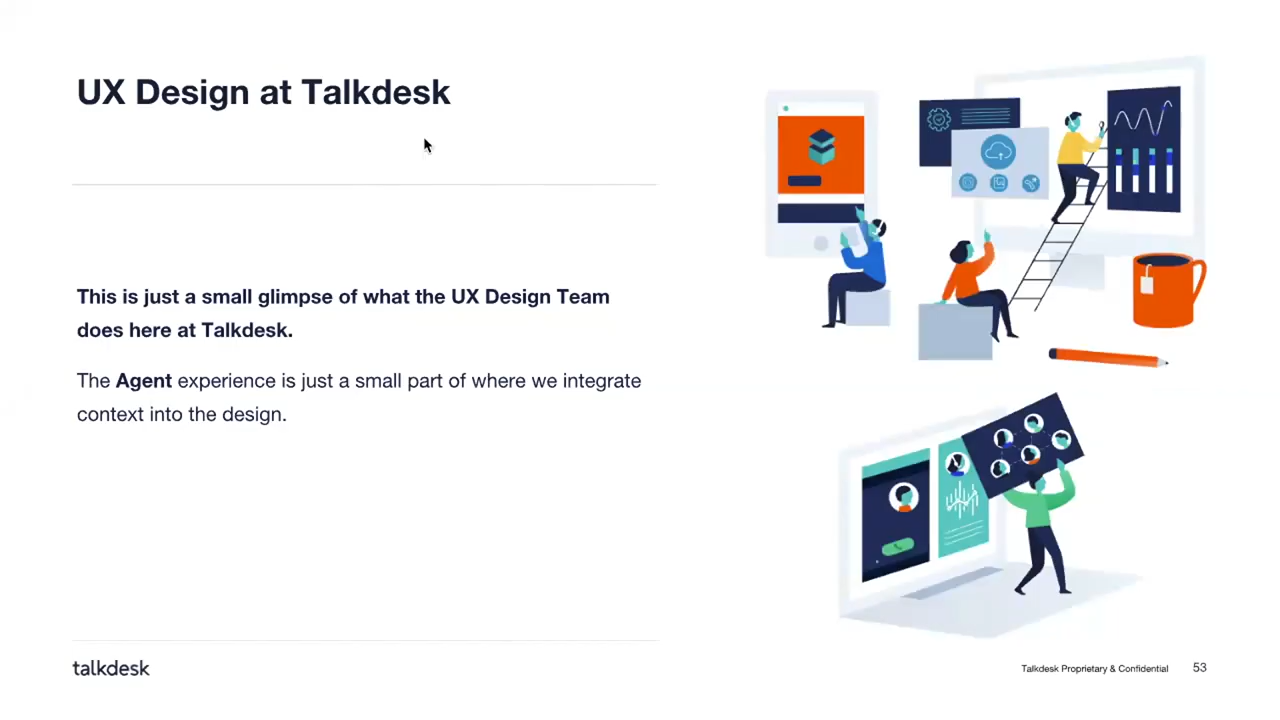 UX Design at Talkdesk
This is just a small glimpse of what the UX Design Team
does here at Talkdesk.
The Agent experience is just a small part of where we integrate
context into the design.
talkdesk
Talkdesk Proprietary & Confidential
53